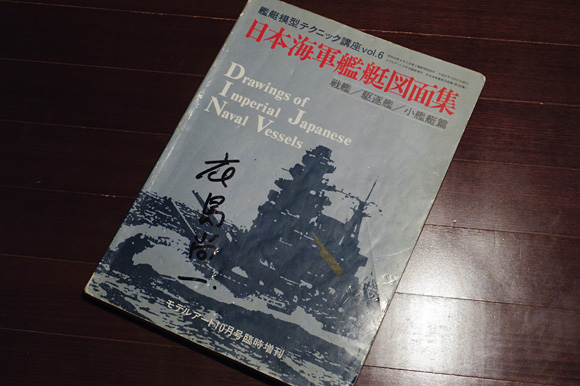 艦艇模型テクニック講座vol.6
日本海軍艦艇図面集
戦艦／駆逐艦／小艦艇篇
Drawings of
Imperial Japanese
Naval Vessels
モデルアート10月号臨時増刊